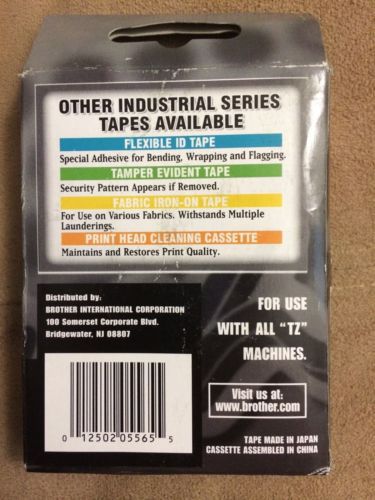 OTHER INDUSTRIAL SERIES
TAPES AVAILABLE
FLEXIBLE ID TAPE
Special Adhesive for Bending, Wrapping and Flagging.
TAMPER EVIDENT TAPE
Security Pattern Appears if Removed.
FABRIC IRON-ON TAPE
For Use on Various Fabrics. Withstands Multiple
Launderings.
PRINT HEAD CLEANING CASSETTE
Maintains and Restores Print Quality.
Distributed by:
BROTHER INTERNATIONAL CORPORATION
100 Somerset Corporate Blvd.
Bridgewater, NJ 08807
FOR USE
WITH ALL "TZ"
MACHINES.
Visit us at:
www.brother.com
0 12502 05565 5
TAPE MADE IN JAPAN
CASSETTE ASSEMBLED IN CHINA